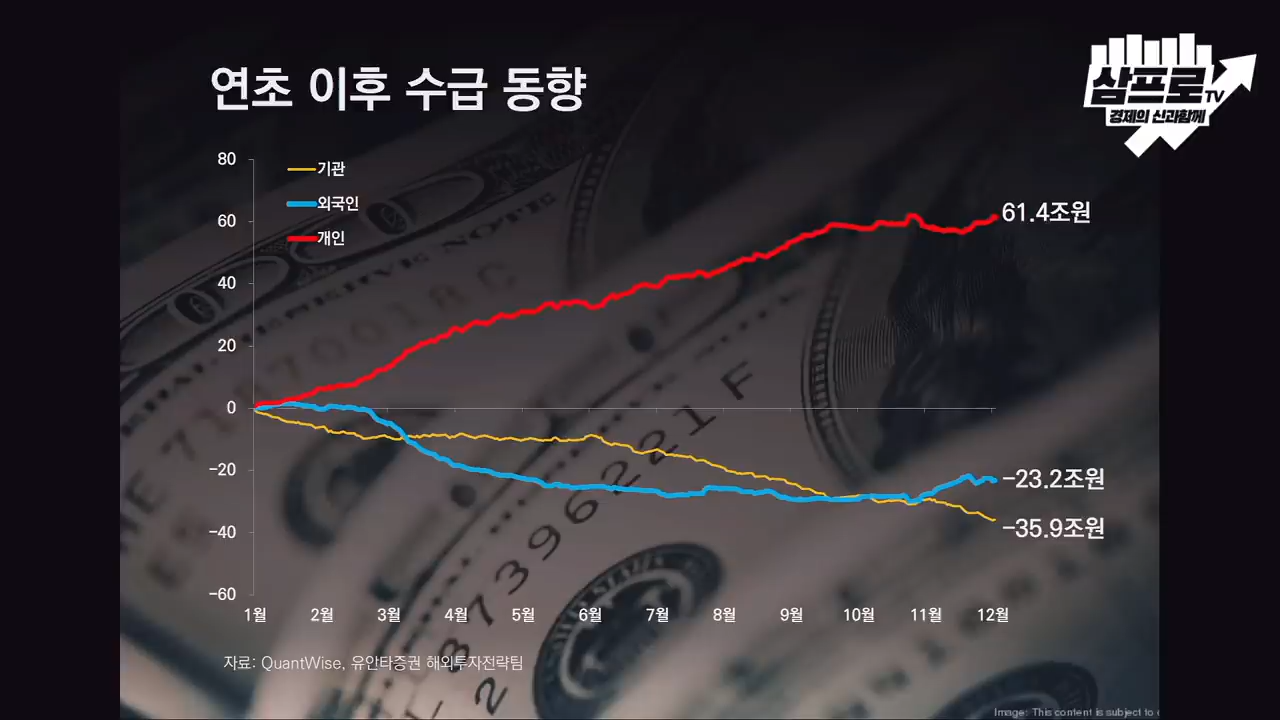 연초 이후 수급 동향
삼프로TV
경제의 신과함께
80
60
40
20
0
-20
-40
-60
기관
외국인
개인
61.4조원
-23.2조원
-35.9조원
1월 2월 3월 4월 5월 6월 7월 8월 9월 10월 11월 12월
자료: QuantWise, 유안타증권 해외투자전략팀
Image: This content is subject to